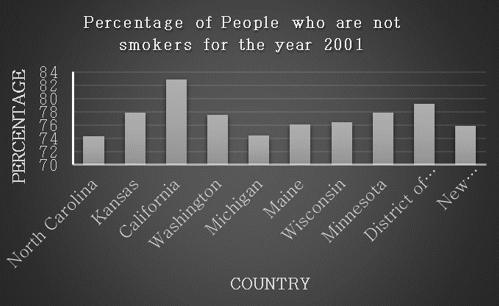 Percentage of People who are not
smokers for the year 2001
PERCENTAGE
84
82
80
78
76
74
72
70
North Carolina
Kansas
California
Washington
Michigan
Maine
Wisconsin
Minnesota
District of...
New...
COUNTRY